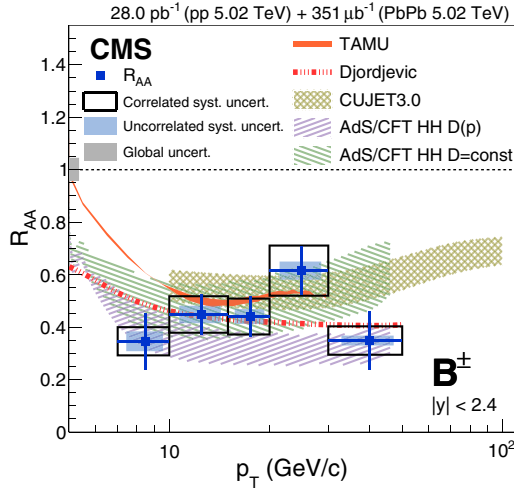 28.0 pb⁻¹ (pp 5.02 TeV) + 351 μb⁻¹ (PbPb 5.02 TeV)
CMS
R_AA
Correlated syst. uncert.
Uncorrelated syst. uncert.
Global uncert.
TAMU
Djordjevic
CUJET3.0
AdS/CFT HH D(p)
AdS/CFT HH D=const
1.4
1.2
1
0.8
0.6
0.4
0.2
0
R_AA
B±
|y| < 2.4
10
10²
p_T (GeV/c)